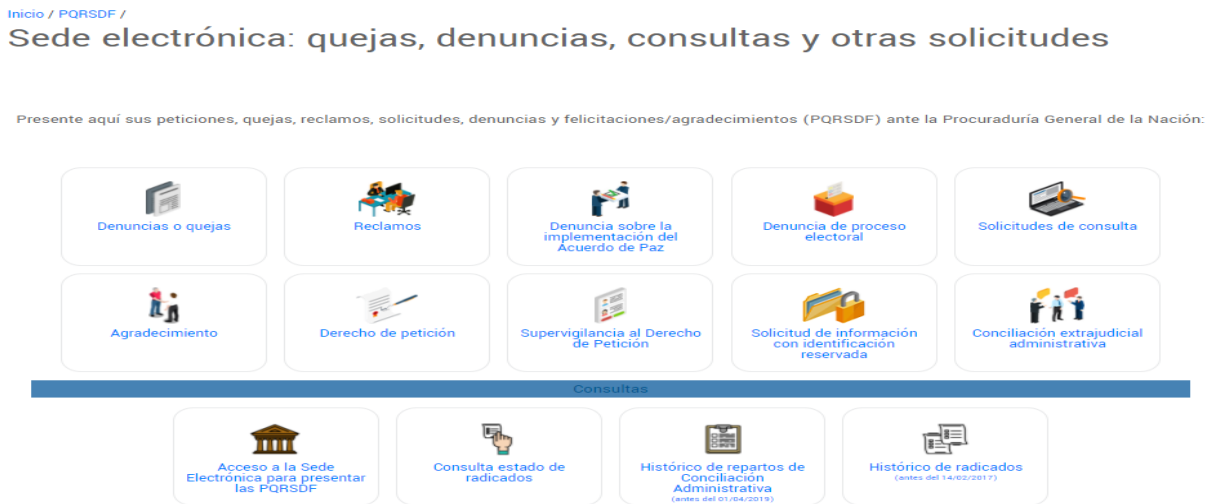 Inicio / PQRSDF /
Sede electrónica: quejas, denuncias, consultas y otras solicitudes
Presente aquí sus peticiones, quejas, reclamos, solicitudes, denuncias y felicitaciones/agradecimientos (PQRSDF) ante la Procuraduría General de la Nación:
Denuncias o quejas
Reclamos
Denuncia sobre la
implementación del
Acuerdo de Paz
Denuncia de proceso
electoral
Solicitudes de consulta
Agradecimiento
Derecho de petición
Supervigilancia al Derecho
de Petición
Solicitud de información
con identificación
reservada
Conciliación extrajudicial
administrativa
Consultas
Acceso a la Sede
Electrónica para presentar
las PQRSDF
Consulta estado de
radicados
Histórico de repartos de
Conciliación
Administrativa
(antes del 01/04/2019)
Histórico de radicados
(antes del 14/02/2017)